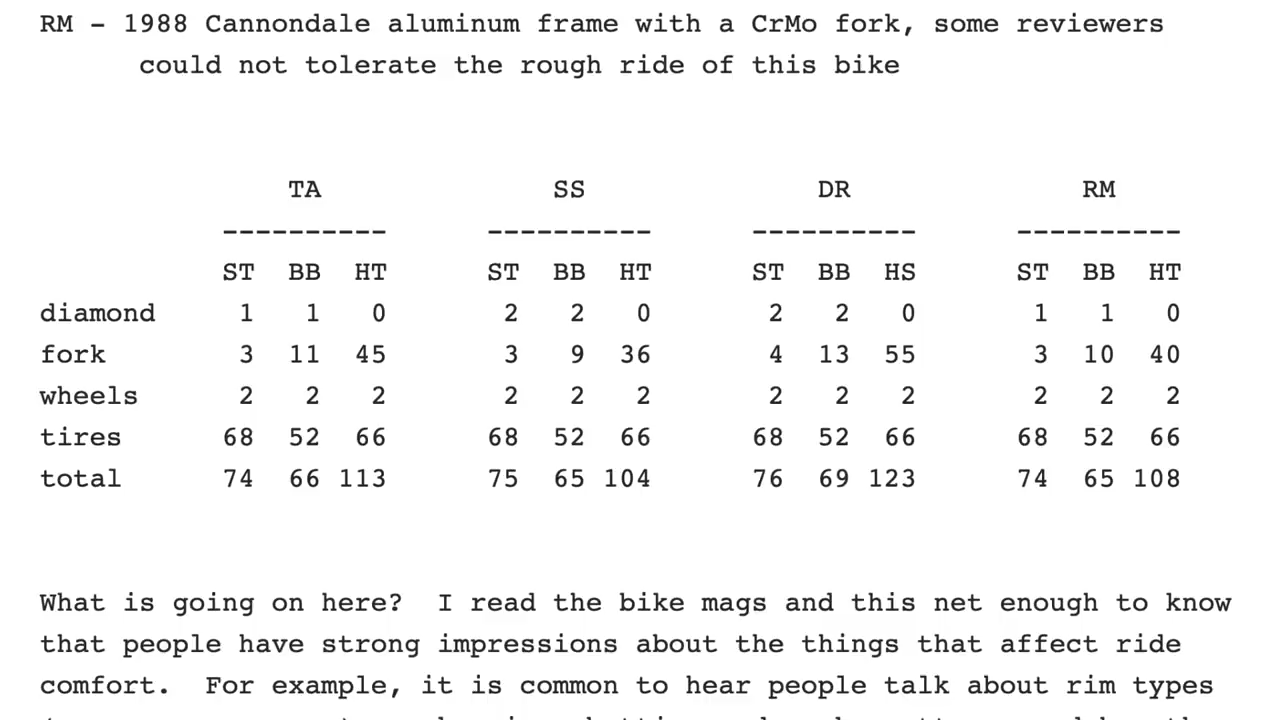 RM - 1988 Cannondale aluminum frame with a CrMo fork, some reviewers
could not tolerate the rough ride of this bike
TA SS DR RM
---------- ---------- ---------- ----------
ST BB HT ST BB HT ST BB HS ST BB HT
diamond 1 1 0 2 2 0 2 2 0 1 1 0
fork 3 11 45 3 9 36 4 13 55 3 10 40
wheels 2 2 2 2 2 2 2 2 2 2 2 2
tires 68 52 66 68 52 66 68 52 66 68 52 66
total 74 66 113 75 65 104 76 69 123 74 65 108
What is going on here? I read the bike mags and this net enough to know
that people have strong impressions about the things that affect ride
comfort. For example, it is common to hear people talk about rim types